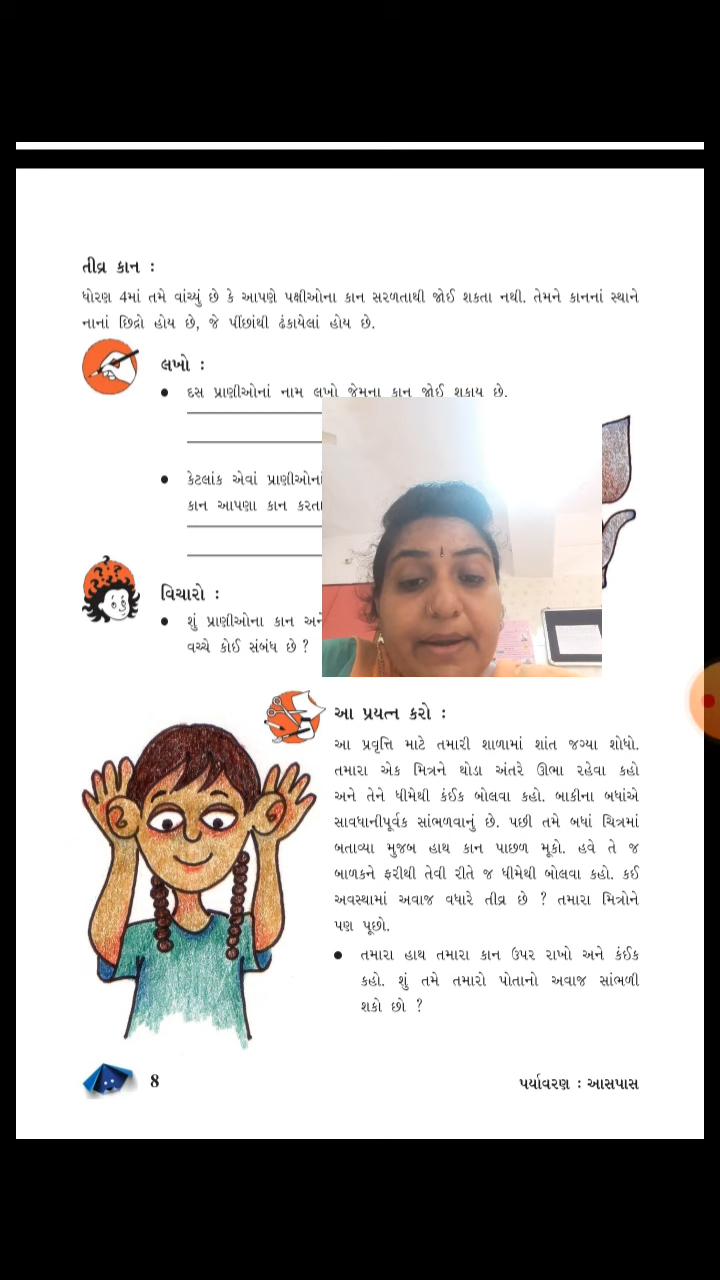 તીવ્ર કાન :
ધોરણ 4માં તમે વાંચ્યું છે કે આપણે પક્ષીઓના કાન સરળતાથી જોઈ શકતા નથી. તેમને કાનનાં સ્થાને
નાનાં છિદ્રો હોય છે, જે પીંછાંથી ઢંકાયેલાં હોય છે.
લખો :
● દસ પ્રાણીઓનાં નામ લખો જેમના કાન જોઈ શકાય છે.
● કેટલાંક એવાં પ્રાણીઓનાં
કાન આપણા કાન કરતા
વિચારો :
● શું પ્રાણીઓના કાન અને
વચ્ચે કોઈ સંબંધ છે ?
આ પ્રયત્ન કરો :
આ પ્રવૃત્તિ માટે તમારી શાળામાં શાંત જગ્યા શોધો.
તમારા એક મિત્રને થોડા અંતરે ઊભા રહેવા કહો
અને તેને ધીમેથી કંઈક બોલવા કહો. બાકીના બધાંએ
સાવધાનીપૂર્વક સાંભળવાનું છે. પછી તમે બધાં ચિત્રમાં
બતાવ્યા મુજબ હાથ કાન પાછળ મૂકો. હવે તે જ
બાળકને ફરીથી તેવી રીતે જ ધીમેથી બોલવા કહો. કઈ
અવસ્થામાં અવાજ વધારે તીવ્ર છે ? તમારા મિત્રોને
પણ પૂછો.
● તમારા હાથ તમારા કાન ઉપર રાખો અને કંઈક
કહો. શું તમે તમારો પોતાનો અવાજ સાંભળી
શકો છો ?
8
પર્યાવરણ : આસપાસ